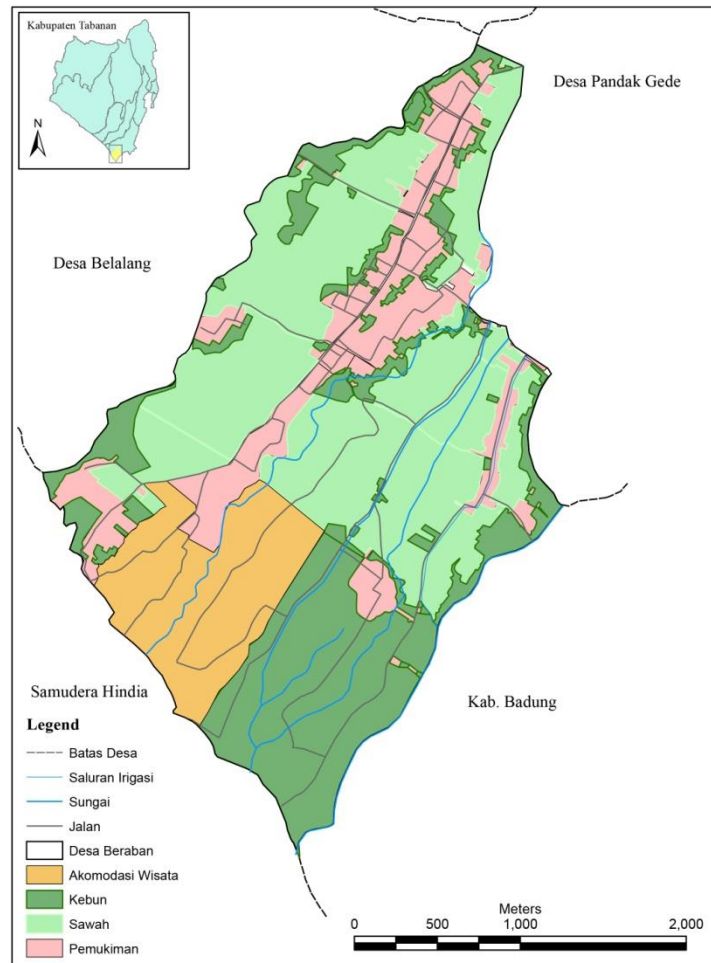 Kabupaten Tabanan
N
Desa Pandak Gede
Desa Belalang
Samudera Hindia
Kab. Badung
Legend
Batas Desa
Saluran Irigasi
Sungai
Jalan
Desa Beraban
Akomodasi Wisata
Kebun
Sawah
Pemukiman
Meters
0 500 1,000 2,000